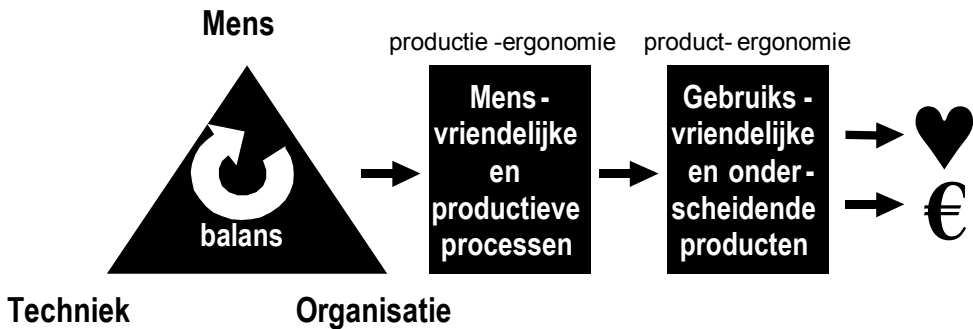 Mens
productie -ergonomie
product- ergonomie
Mens -
vriendelijke
en
productieve
processen
Gebruiks -
vriendelijke
en onder -
scheidende
producten
balans
€
Techniek
Organisatie